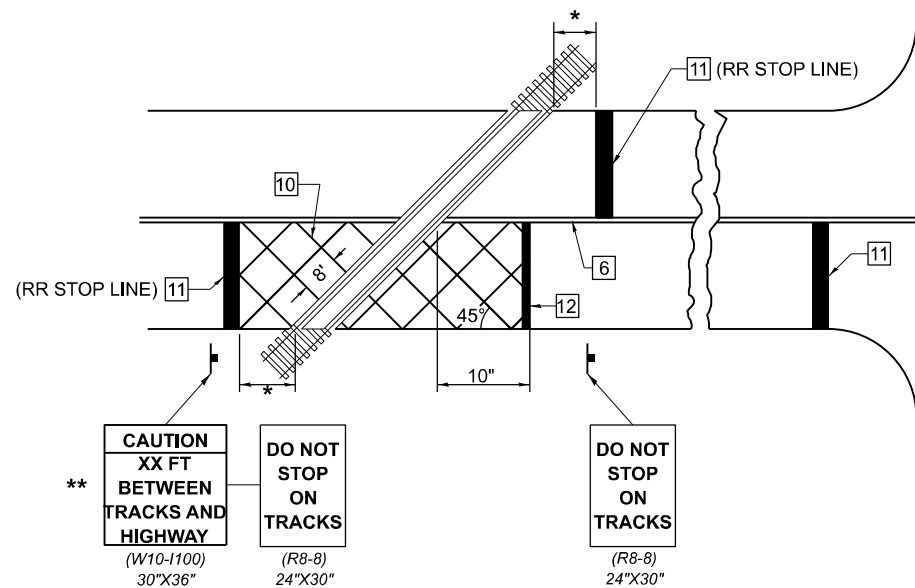 *
11 (RR STOP LINE)
10
8'
6
(RR STOP LINE) 11
11
12
45°
*
10"
**
CAUTION
XX FT
BETWEEN
TRACKS AND
HIGHWAY
(W10-I100)
30"X36"
DO NOT
STOP
ON
TRACKS
(R8-8)
24"X30"
DO NOT
STOP
ON
TRACKS
(R8-8)
24"X30"